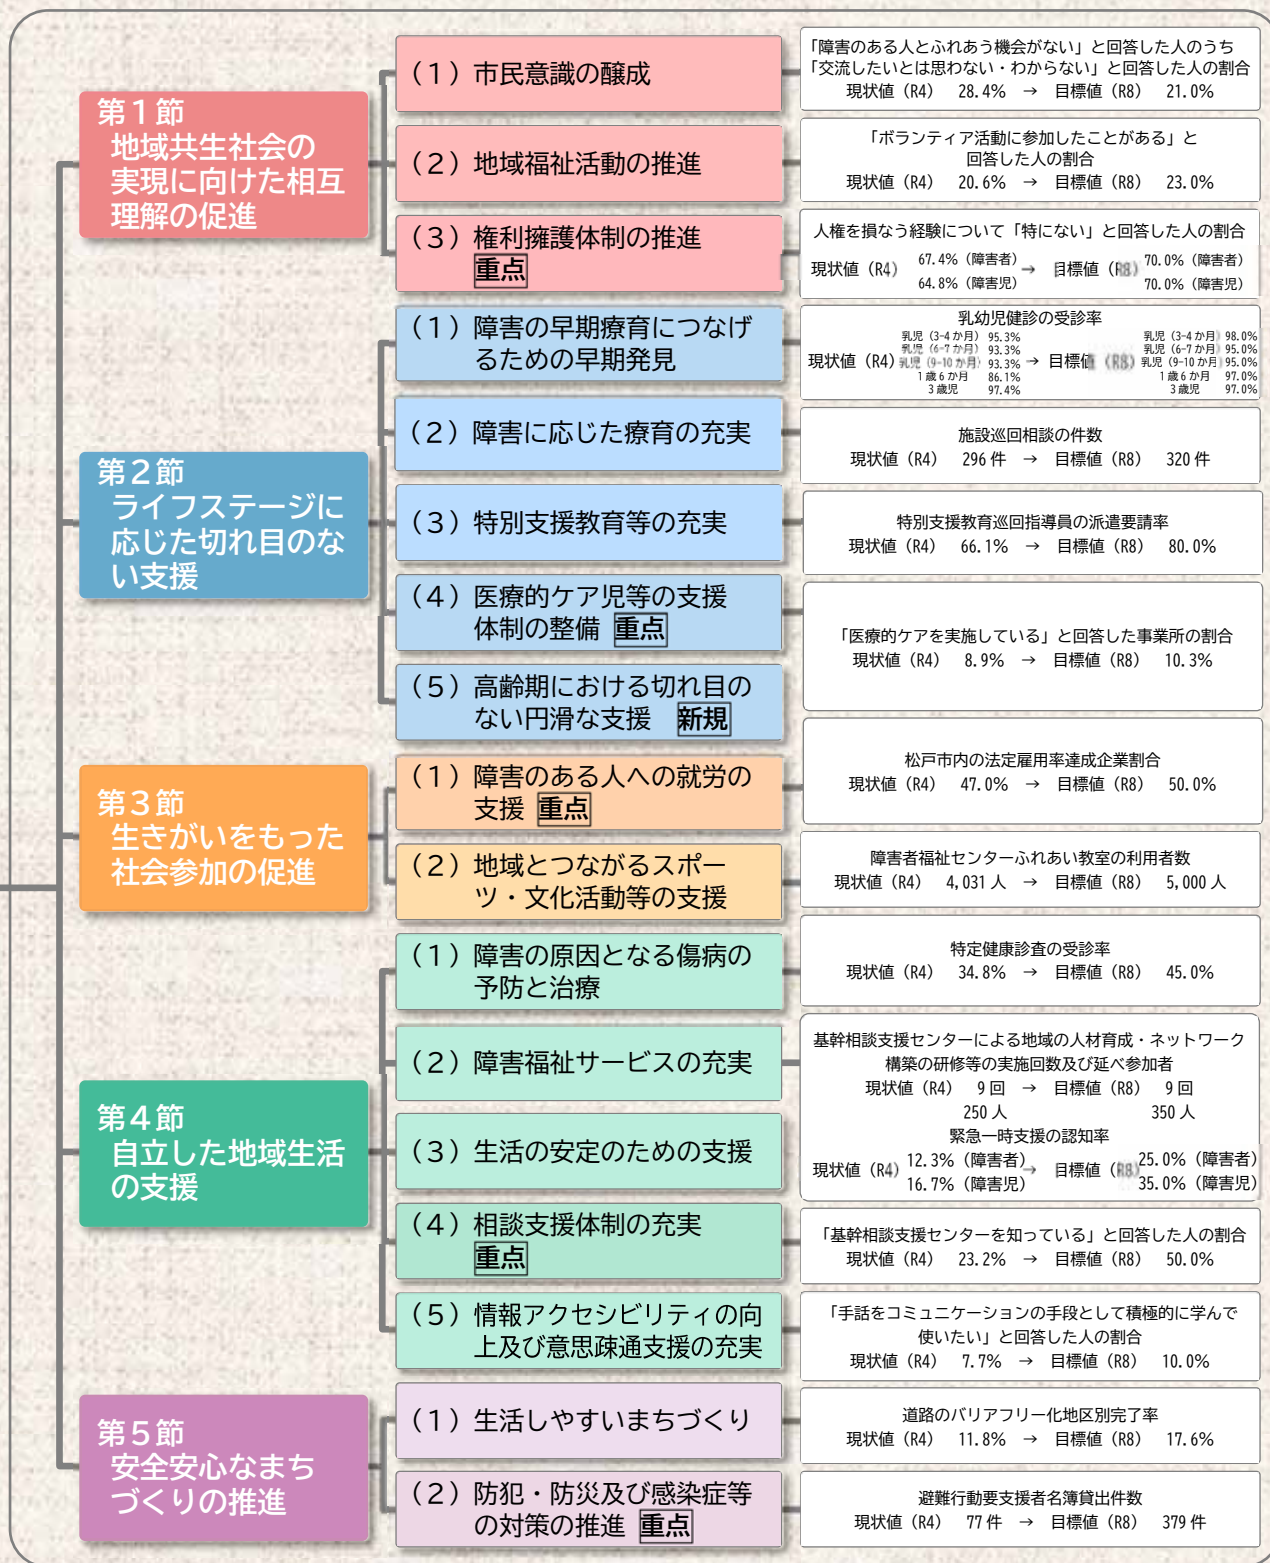 第1節
地域共生社会の
実現に向けた相互
理解の促進
(1)市民意識の醸成
「障害のある人とふれあう機会がない」と回答した人のうち
「交流したいとは思わない・わからない」と回答した人の割合
現状値(R4) 28.4% → 目標値(R8) 21.0%
(2)地域福祉活動の推進
「ボランティア活動に参加したことがある」と
回答した人の割合
現状値(R4) 20.6% → 目標値(R8) 23.0%
(3)権利擁護体制の推進
重点
人権を損なう経験について「特にない」と回答した人の割合
現状値(R4) 67.4%(障害者) → 目標値(R8) 70.0%(障害者)
64.8%(障害児) 70.0%(障害児)
第2節
ライフステージに
応じた切れ目のな
い支援
(1)障害の早期療育につなげ
るための早期発見
乳幼児健診の受診率
現状値(R4) → 目標値(R8)
乳児(3-4か月) 95.3% 乳児(3-4か月) 98.0%
乳児(6-7か月) 93.3% 乳児(6-7か月) 95.0%
乳児(9-10か月) 93.3% 乳児(9-10か月) 95.0%
1歳6か月 86.1% 1歳6か月 97.0%
3歳児 97.4% 3歳児 97.0%
(2)障害に応じた療育の充実
施設巡回相談の件数
現状値(R4) 296件 → 目標値(R8) 320件
(3)特別支援教育等の充実
特別支援教育巡回指導員の派遣要請率
現状値(R4) 66.1% → 目標値(R8) 80.0%
(4)医療的ケア児等の支援
体制の整備 重点
「医療的ケアを実施している」と回答した事業所の割合
現状値(R4) 8.9% → 目標値(R8) 10.3%
(5)高齢期における切れ目の
ない円滑な支援 新規
第3節
生きがいをもった
社会参加の促進
(1)障害のある人への就労の
支援 重点
松戸市内の法定雇用率達成企業割合
現状値(R4) 47.0% → 目標値(R8) 50.0%
(2)地域とつながるスポー
ツ・文化活動等の支援
障害者福祉センターふれあい教室の利用者数
現状値(R4) 4,031人 → 目標値(R8) 5,000人
第4節
自立した地域生活
の支援
(1)障害の原因となる傷病の
予防と治療
特定健康診査の受診率
現状値(R4) 34.8% → 目標値(R8) 45.0%
(2)障害福祉サービスの充実
基幹相談支援センターによる地域の人材育成・ネットワーク
構築の研修等の実施回数及び延べ参加者
現状値(R4) 9回 → 目標値(R8) 9回
250人 350人
緊急一時支援の認知率
現状値(R4) 12.3%(障害者) → 目標値(R8) 25.0%(障害者)
16.7%(障害児) 35.0%(障害児)
(3)生活の安定のための支援
(4)相談支援体制の充実
重点
「基幹相談支援センターを知っている」と回答した人の割合
現状値(R4) 23.2% → 目標値(R8) 50.0%
(5)情報アクセシビリティの向
上及び意思疎通支援の充実
「手話をコミュニケーションの手段として積極的に学んで
使いたい」と回答した人の割合
現状値(R4) 7.7% → 目標値(R8) 10.0%
第5節
安全安心なまち
づくりの推進
(1)生活しやすいまちづくり
道路のバリアフリー化地区別完了率
現状値(R4) 11.8% → 目標値(R8) 17.6%
(2)防犯・防災及び感染症等
の対策の推進 重点
避難行動要支援者名簿貸出件数
現状値(R4) 77件 → 目標値(R8) 379件